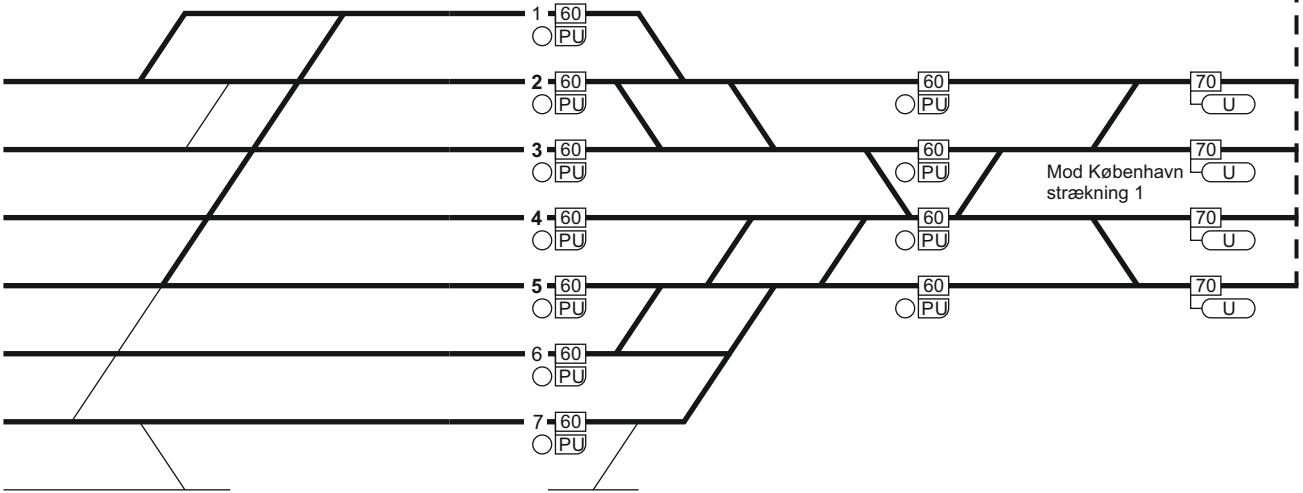 1 60
PU
2 60 60 70
PU PU U
3 60 60 70
PU PU U
Mod København
strækning 1
4 60 60 70
PU PU U
5 60 60 70
PU PU U
6 60
PU
7 60
PU